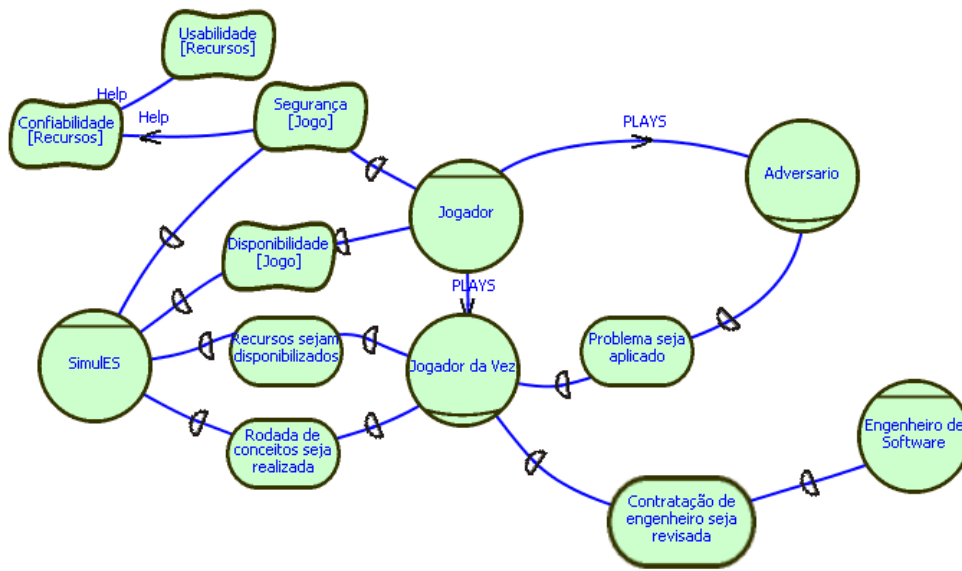 Usabilidade
[Recursos]
Help
Confiabilidade
[Recursos]
Help
Segurança
[Jogo]
PLAYS
Adversario
Jogador
Disponibilidade
[Jogo]
PLAYS
SimulES
Recursos sejam
disponibilizados
Jogador da Vez
Problema seja
aplicado
Rodada de
conceitos seja
realizada
Engenheiro de
Software
Contratação de
engenheiro seja
revisada